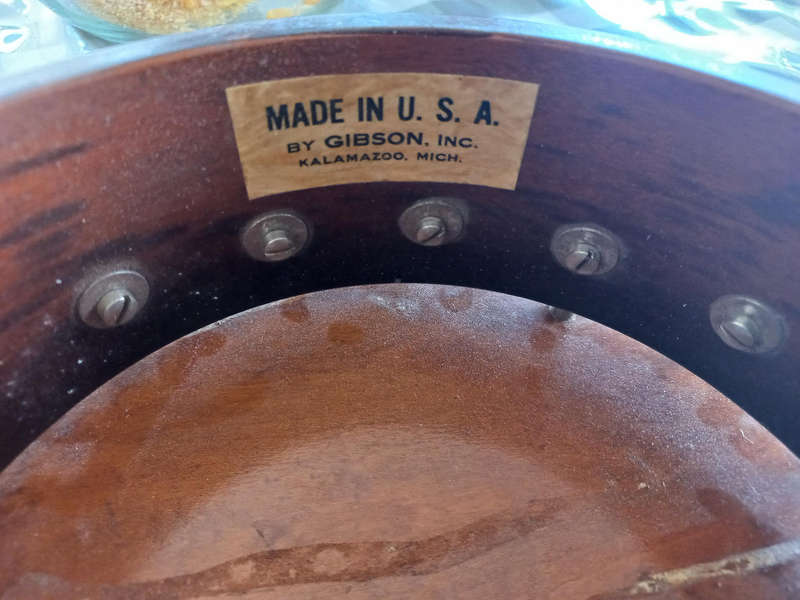 MADE IN U. S. A.
BY GIBSON, INC.
KALAMAZOO, MICH.